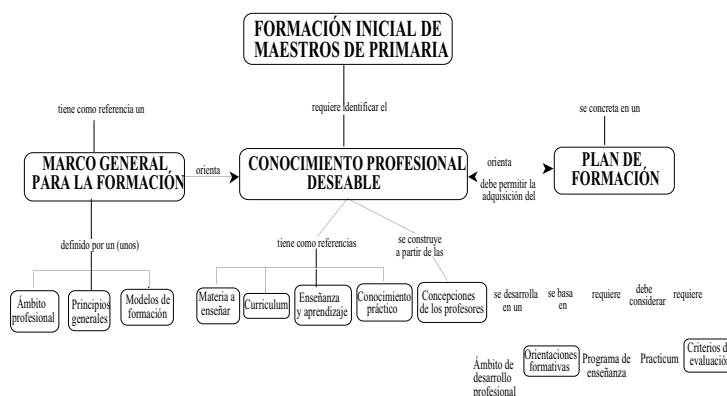 FORMACIÓN INICIAL DE
MAESTROS DE PRIMARIA
tiene como referencia un
requiere identificar el
se concreta en un
MARCO GENERAL
PARA LA FORMACIÓN
orienta
CONOCIMIENTO PROFESIONAL
DESEABLE
orienta
debe permitir la
adquisición del
PLAN DE
FORMACIÓN
definido por un (unos)
tiene como referencias
se construye
a partir de las
Ámbito
profesional
Principios
generales
Modelos de
formación
Materia a
enseñar
Curriculum
Enseñanza
y aprendizaje
Conocimiento
práctico
Concepciones
de los profesores
se desarrolla
en un
se basa
en
requiere
debe
considerar
requiere
Ámbito de
desarrollo
profesional
Orientaciones
formativas
Programa de
enseñanza
Practicum
Criterios de
evaluación